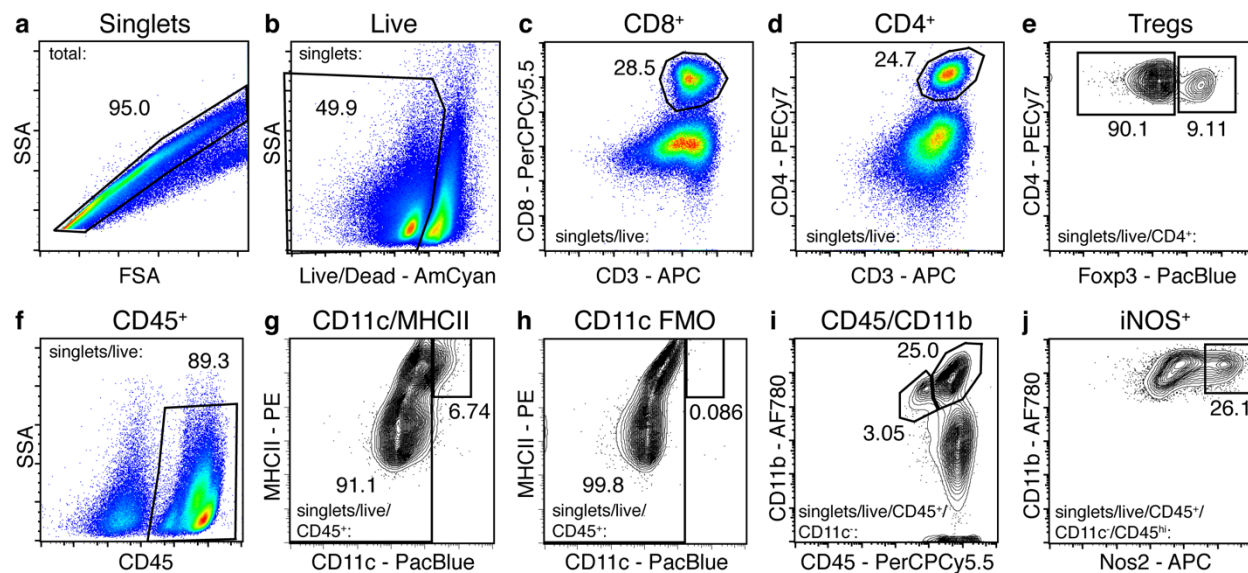 a Singlets
total:
95.0
SSA
FSA
b Live
singlets:
49.9
SSA
Live/Dead - AmCyan
c CD8⁺
28.5
CD8 - PerCPCy5.5
singlets/live:
CD3 - APC
d CD4⁺
24.7
CD4 - PECy7
singlets/live:
CD3 - APC
e Tregs
CD4 - PECy7
90.1
9.11
singlets/live/CD4⁺:
Foxp3 - PacBlue
f CD45⁺
singlets/live:
89.3
SSA
CD45
g CD11c/MHCII
MHCII - PE
6.74
91.1
singlets/live/
CD45⁺:
CD11c - PacBlue
h CD11c FMO
MHCII - PE
0.086
99.8
singlets/live/
CD45⁺:
CD11c - PacBlue
i CD45/CD11b
25.0
3.05
CD11b - AF780
singlets/live/CD45⁺/
CD11c⁻:
CD45 - PerCPCy5.5
j iNOS⁺
CD11b - AF780
26.1
singlets/live/CD45⁺/
CD11c⁻/CD45ʰⁱ:
Nos2 - APC